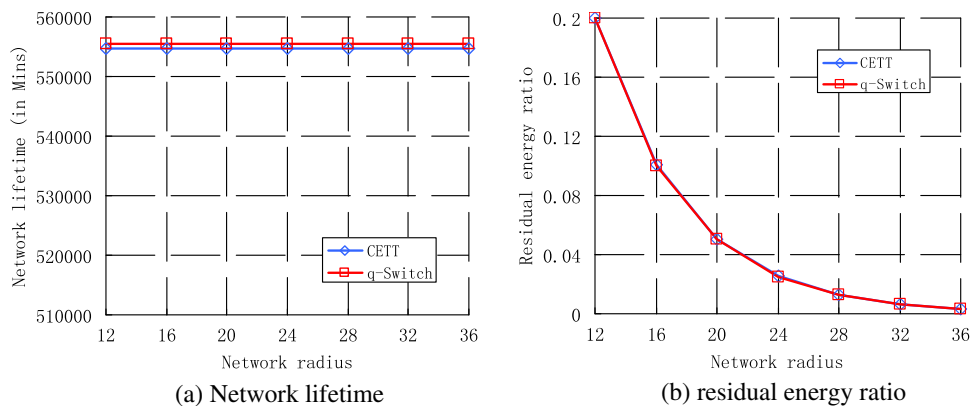 560000
550000
540000
530000
520000
510000
12 16 20 24 28 32 36
Network lifetime (in Mins)
Network radius
CETT
q-Switch
(a) Network lifetime
0.2
0.16
0.12
0.08
0.04
0
12 16 20 24 28 32 36
Residual energy ratio
Network radius
CETT
q-Switch
(b) residual energy ratio